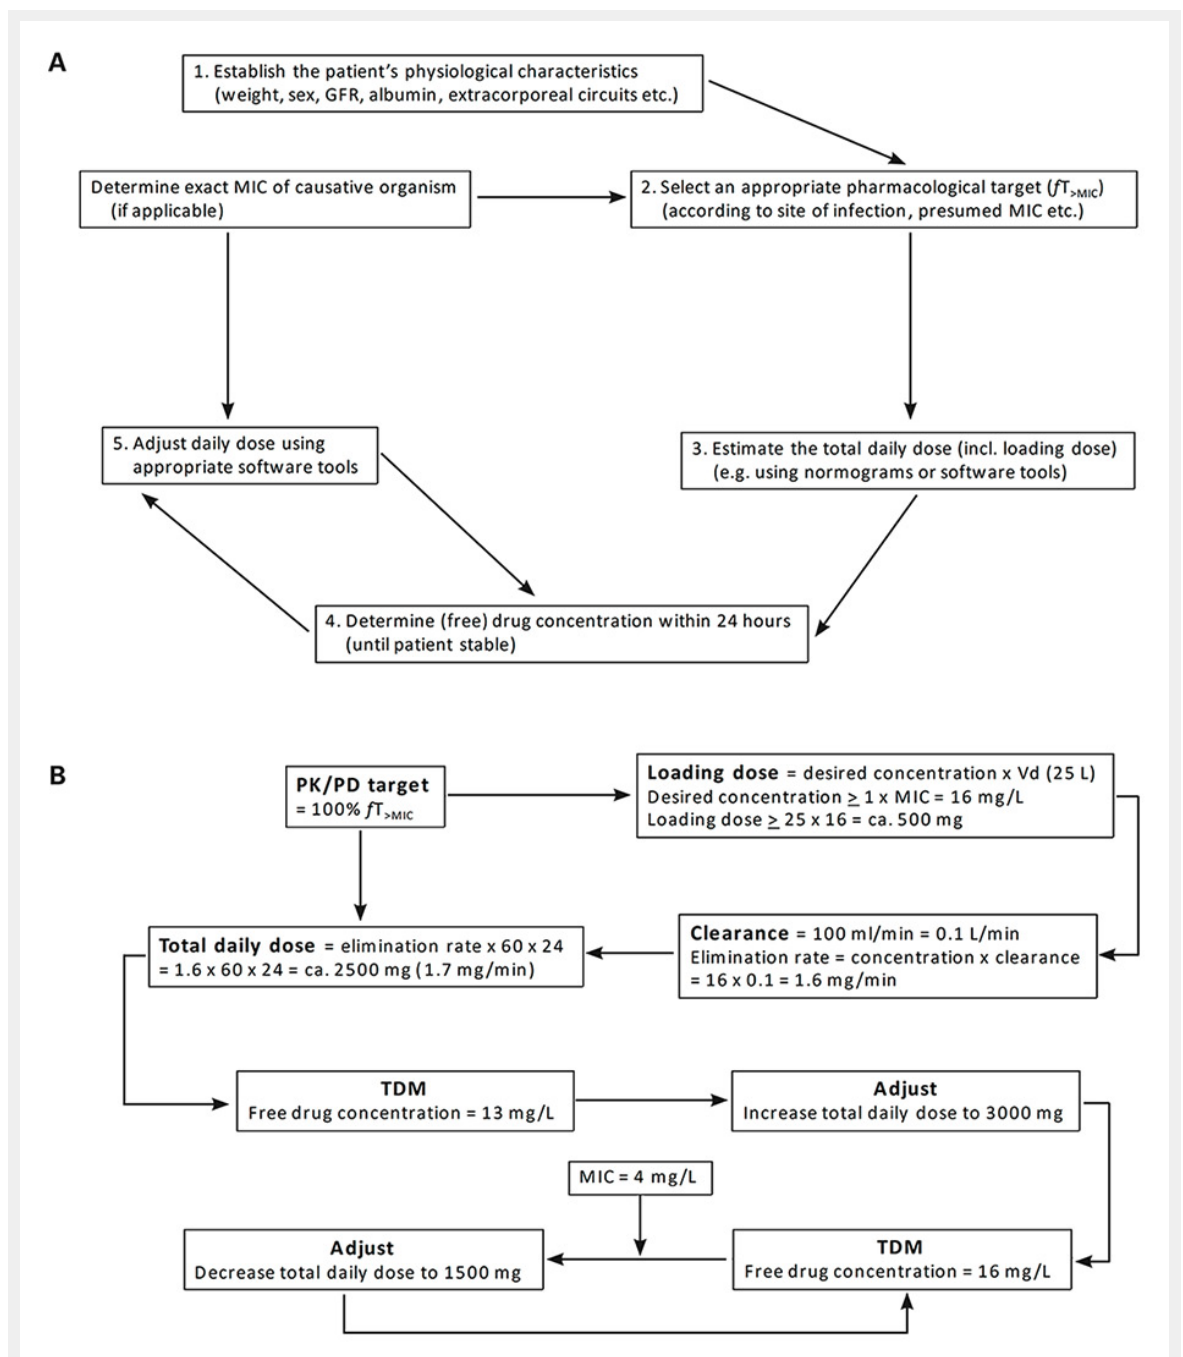 A
1. Establish the patient’s physiological characteristics
(weight, sex, GFR, albumin, extracorporeal circuits etc.)
Determine exact MIC of causative organism
(if applicable)
2. Select an appropriate pharmacological target (fT>MIC)
(according to site of infection, presumed MIC etc.)
5. Adjust daily dose using
appropriate software tools
3. Estimate the total daily dose (incl. loading dose)
(e.g. using normograms or software tools)
4. Determine (free) drug concentration within 24 hours
(until patient stable)
B
PK/PD target
= 100% fT>MIC
Loading dose = desired concentration x Vd (25 L)
Desired concentration ≥ 1 x MIC = 16 mg/L
Loading dose ≥ 25 x 16 = ca. 500 mg
Total daily dose = elimination rate x 60 x 24
= 1.6 x 60 x 24 = ca. 2500 mg (1.7 mg/min)
Clearance = 100 ml/min = 0.1 L/min
Elimination rate = concentration x clearance
= 16 x 0.1 = 1.6 mg/min
TDM
Free drug concentration = 13 mg/L
Adjust
Increase total daily dose to 3000 mg
MIC = 4 mg/L
Adjust
Decrease total daily dose to 1500 mg
TDM
Free drug concentration = 16 mg/L